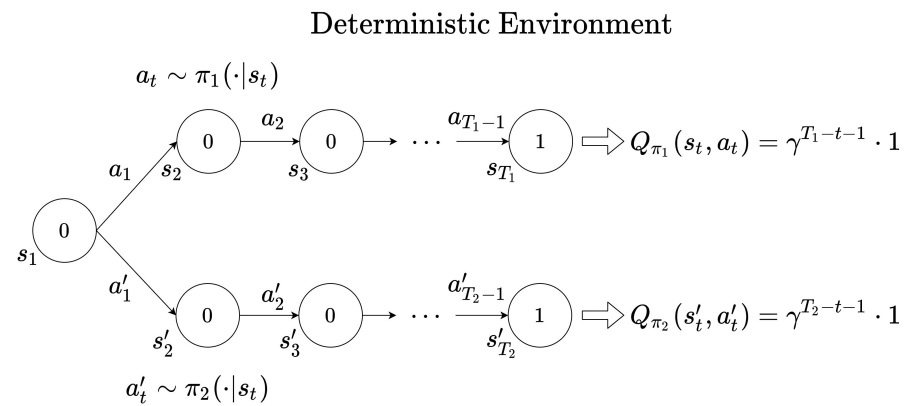 Deterministic Environment
a_t ∼ π_1(·|s_t)
a_1
0
s_2
a_2
0
s_3
⋯
a_{T_1−1}
1
s_{T_1}
Q_{π_1}(s_t, a_t) = γ^{T_1−t−1} · 1
0
s_1
a'_1
0
s'_2
a'_2
0
s'_3
⋯
a'_{T_2−1}
1
s'_{T_2}
Q_{π_2}(s'_t, a'_t) = γ^{T_2−t−1} · 1
a'_t ∼ π_2(·|s_t)